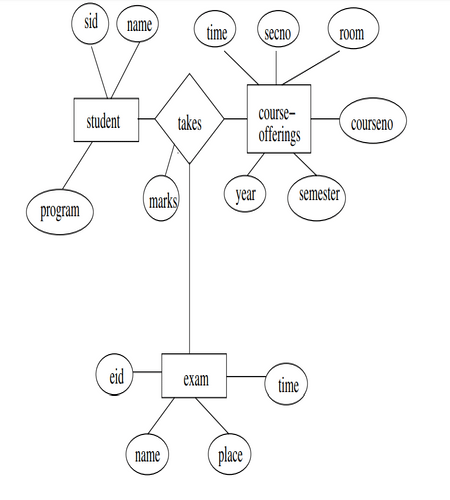 sid
name
time
secno
room
student
takes
course–
offerings
courseno
program
marks
year
semester
eid
exam
time
name
place